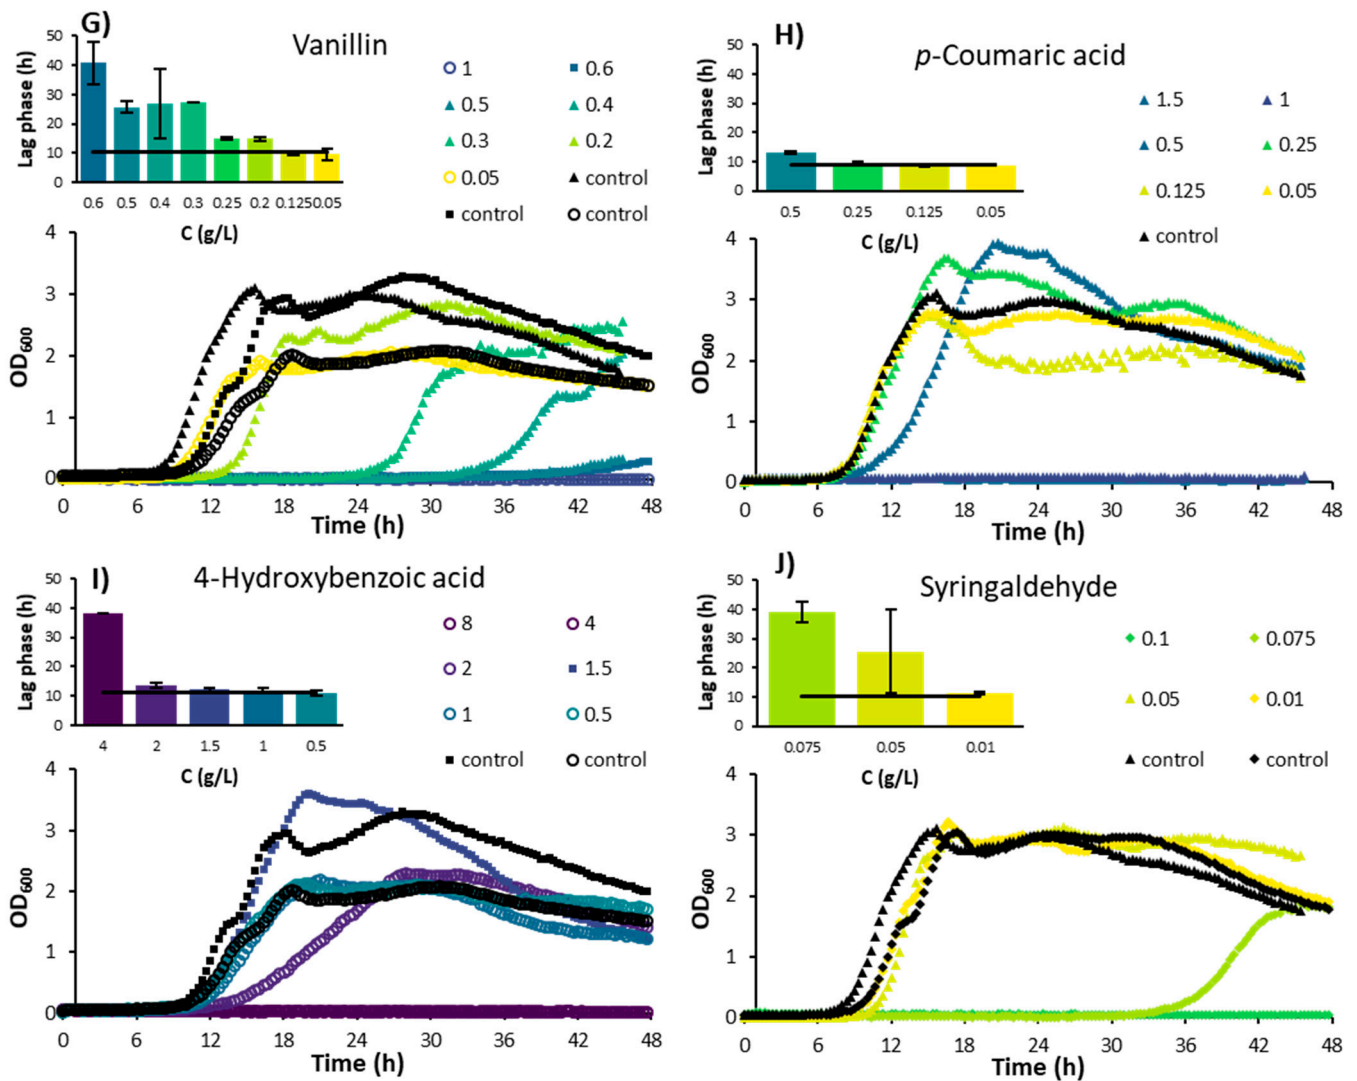 G)
Vanillin
Lag phase (h)
50
40
30
20
10
0
0.6 0.5 0.4 0.3 0.25 0.2 0.125 0.05
C (g/L)
1 0.6
0.5 0.4
0.3 0.2
0.05 control
control control
OD600
4
3
2
1
0
0 6 12 18 24 30 36 42 48
Time (h)
H)
p-Coumaric acid
Lag phase (h)
50
40
30
20
10
0
0.5 0.25 0.125 0.05
C (g/L)
1.5 1
0.5 0.25
0.125 0.05
control
OD600
4
3
2
1
0
0 6 12 18 24 30 36 42 48
Time (h)
I)
4-Hydroxybenzoic acid
Lag phase (h)
50
40
30
20
10
0
4 2 1.5 1 0.5
C (g/L)
8 4
2 1.5
1 0.5
control control
OD600
4
3
2
1
0
0 6 12 18 24 30 36 42 48
Time (h)
J)
Syringaldehyde
Lag phase (h)
50
40
30
20
10
0
0.075 0.05 0.01
C (g/L)
0.1 0.075
0.05 0.01
control control
OD600
4
3
2
1
0
0 6 12 18 24 30 36 42 48
Time (h)